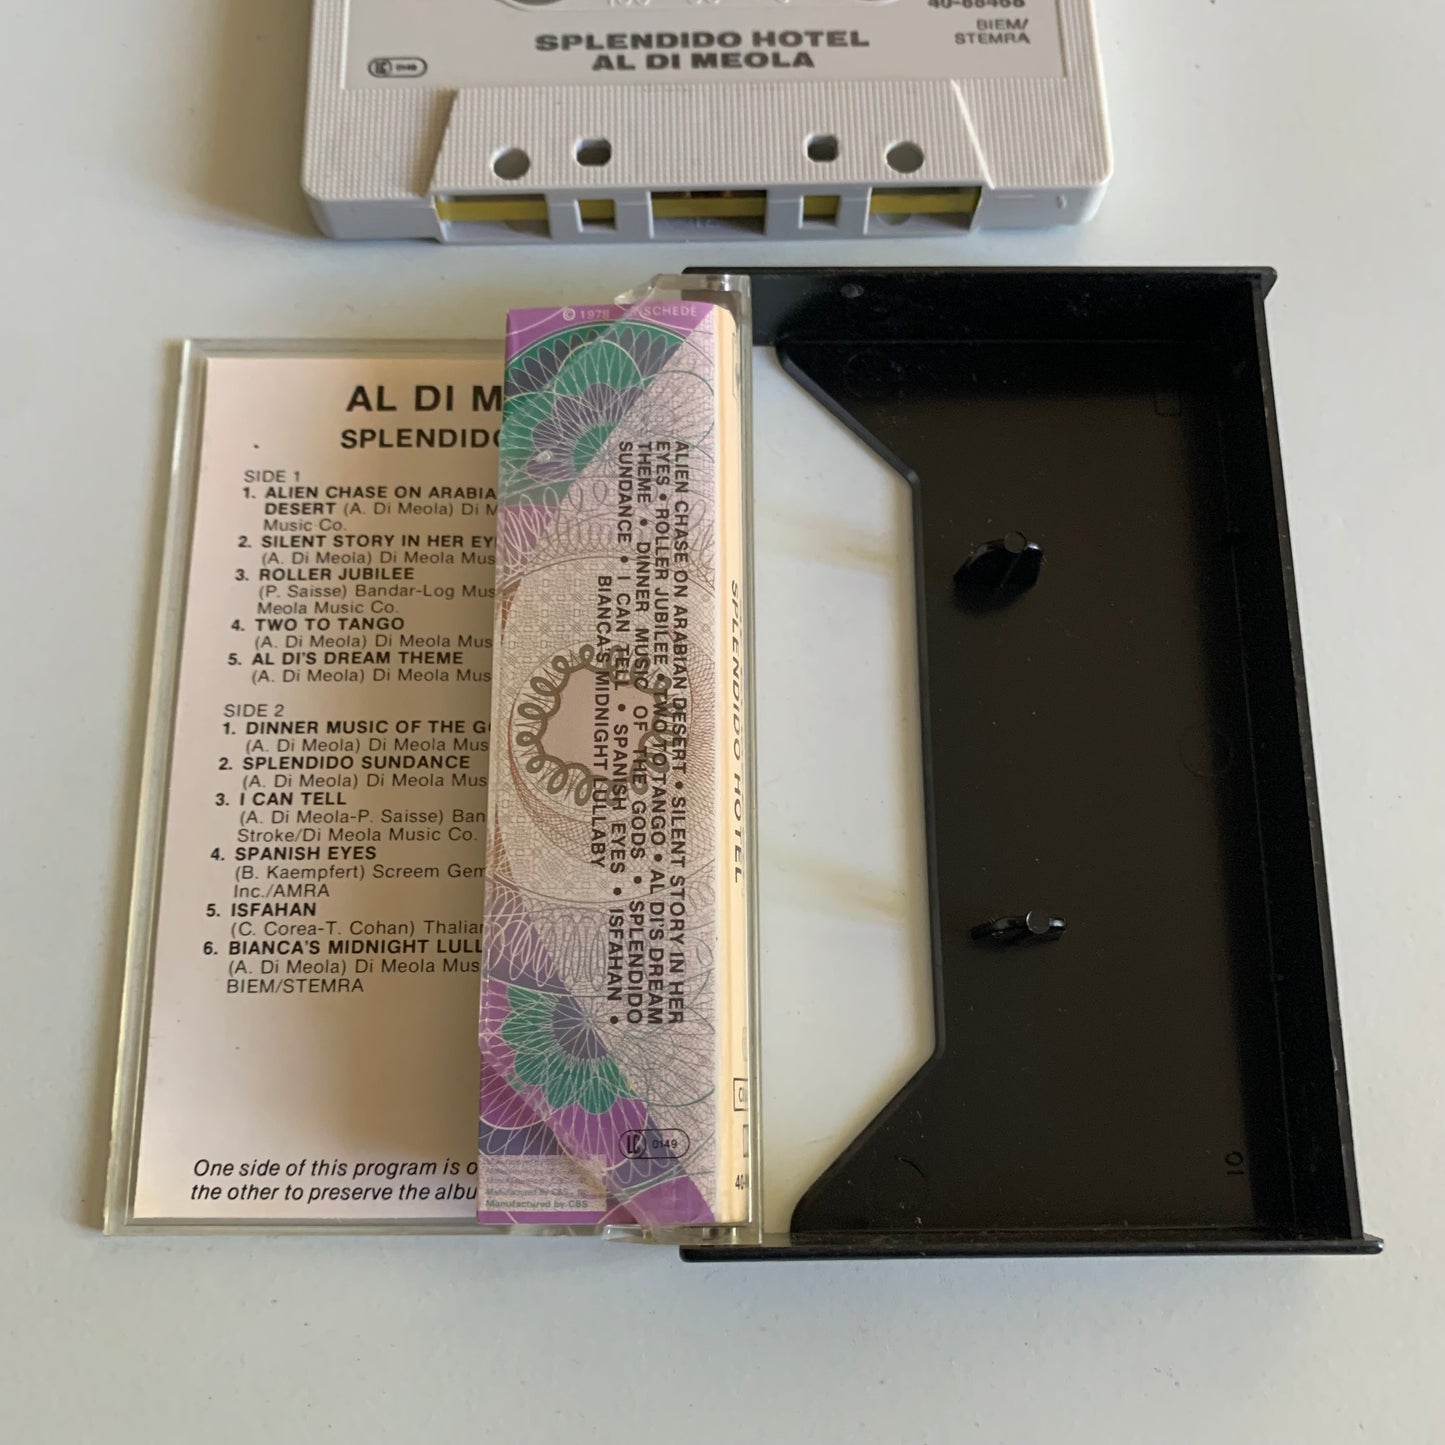 SPLENDIDO HOTEL
AL DI MEOLA
40-88468
BIEM/
STEMRA
LC 0149
AL DI M
SPLENDIDO
SIDE 1
1. ALIEN CHASE ON ARABIA
DESERT (A. Di Meola) Di M
Music Co.
2. SILENT STORY IN HER EY
(A. Di Meola) Di Meola Mus
3. ROLLER JUBILEE
(P. Saisse) Bandar-Log Mus
Meola Music Co.
4. TWO TO TANGO
(A. Di Meola) Di Meola Mus
5. AL DI'S DREAM THEME
(A. Di Meola) Di Meola Mus
SIDE 2
1. DINNER MUSIC OF THE G
(A. Di Meola) Di Meola Mus
2. SPLENDIDO SUNDANCE
(A. Di Meola) Di Meola Mus
3. I CAN TELL
(A. Di Meola-P. Saisse) Ban
Stroke/Di Meola Music Co.
4. SPANISH EYES
(B. Kaempfert) Screem Gem
Inc./AMRA
5. ISFAHAN
(C. Corea-T. Cohan) Thalian
6. BIANCA'S MIDNIGHT LULL
(A. Di Meola) Di Meola Mus
BIEM/STEMRA
One side of this program is o
the other to preserve the albu
© 1978 SCHEDE
ALIEN CHASE ON ARABIAN DESERT • SILENT STORY IN HER
EYES • ROLLER JUBILEE • TWO TO TANGO • AL DI'S DREAM
THEME • DINNER MUSIC OF THE GODS • SPLENDIDO
SUNDANCE • I CAN TELL • SPANISH EYES • ISFAHAN •
BIANCA'S MIDNIGHT LULLABY
LC 0149
Manufactured by CBS
SPLENDIDO HOTEL
10